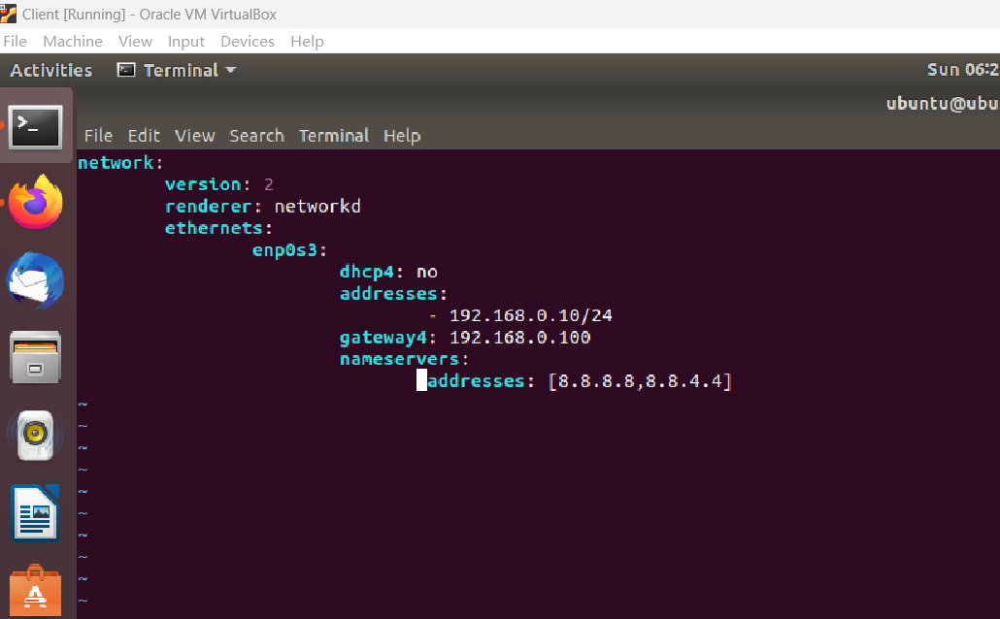 Client [Running] - Oracle VM VirtualBox
File Machine View Input Devices Help
Activities Terminal Sun 06:2
ubuntu@ubu
File Edit View Search Terminal Help
network:
version: 2
renderer: networkd
ethernets:
enp0s3:
dhcp4: no
addresses:
- 192.168.0.10/24
gateway4: 192.168.0.100
nameservers:
addresses: [8.8.8.8,8.8.4.4]
~
~
~
~
~
~
~
~
~
~